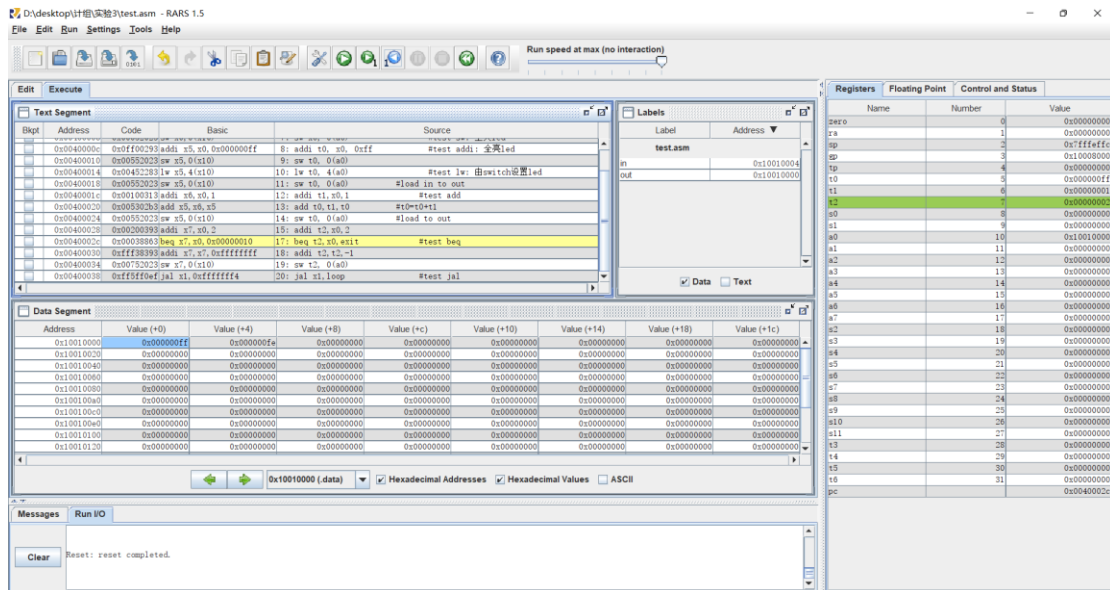 D:\desktop\计组\实验3\test.asm - RARS 1.5
File Edit Run Settings Tools Help
Run speed at max (no interaction)
Edit Execute
Text Segment
Bkpt Address Code Basic Source
0x0040000c 0x0ff00293 addi x5,x0,0x000000ff 8: addi t0, x0, 0xff #test addi: 全亮led
0x00400010 0x00552023 sw x5,0(x10) 9: sw t0, 0(a0)
0x00400014 0x00452283 lw x5,4(x10) 10: lw t0, 4(a0) #test lw: 由switch设置led
0x00400018 0x00552023 sw x5,0(x10) 11: sw t0, 0(a0) #load in to out
0x0040001c 0x00100313 addi x6,x0,1 12: addi t1,x0,1 #test add
0x00400020 0x005302b3 add x5,x6,x5 13: add t0,t1,t0 #t0=t0+t1
0x00400024 0x00552023 sw x5,0(x10) 14: sw t0, 0(a0) #load to out
0x00400028 0x00200393 addi x7,x0,2 15: addi t2,x0,2
0x0040002c 0x00038863 beq x7,x0,0x00000010 17: beq t2,x0,exit #test beq
0x00400030 0xfff38393 addi x7,x7,0xffffffff 18: addi t2,t2,-1
0x00400034 0x00752023 sw x7,0(x10) 19: sw t2, 0(a0)
0x00400038 0xff5ff0ef jal x1,0xfffffff4 20: jal x1,loop #test jal
Labels
Label Address ▼
test.asm
in 0x10010004
out 0x10010000
Data Text
Data Segment
Address Value (+0) Value (+4) Value (+8) Value (+c) Value (+10) Value (+14) Value (+18) Value (+1c)
0x10010000 0x000000ff 0x000000fe 0x00000000 0x00000000 0x00000000 0x00000000 0x00000000 0x00000000
0x10010020 0x00000000 0x00000000 0x00000000 0x00000000 0x00000000 0x00000000 0x00000000 0x00000000
0x10010040 0x00000000 0x00000000 0x00000000 0x00000000 0x00000000 0x00000000 0x00000000 0x00000000
0x10010060 0x00000000 0x00000000 0x00000000 0x00000000 0x00000000 0x00000000 0x00000000 0x00000000
0x10010080 0x00000000 0x00000000 0x00000000 0x00000000 0x00000000 0x00000000 0x00000000 0x00000000
0x100100a0 0x00000000 0x00000000 0x00000000 0x00000000 0x00000000 0x00000000 0x00000000 0x00000000
0x100100c0 0x00000000 0x00000000 0x00000000 0x00000000 0x00000000 0x00000000 0x00000000 0x00000000
0x100100e0 0x00000000 0x00000000 0x00000000 0x00000000 0x00000000 0x00000000 0x00000000 0x00000000
0x10010100 0x00000000 0x00000000 0x00000000 0x00000000 0x00000000 0x00000000 0x00000000 0x00000000
0x10010120 0x00000000 0x00000000 0x00000000 0x00000000 0x00000000 0x00000000 0x00000000 0x00000000
0x10010000 (.data) Hexadecimal Addresses Hexadecimal Values ASCII
Messages Run I/O
Clear
Reset: reset completed.
Registers Floating Point Control and Status
Name Number Value
zero 0 0x00000000
ra 1 0x00000000
sp 2 0x7fffeffc
gp 3 0x10008000
tp 4 0x00000000
t0 5 0x000000ff
t1 6 0x00000001
t2 7 0x00000002
s0 8 0x00000000
s1 9 0x00000000
a0 10 0x10010000
a1 11 0x00000000
a2 12 0x00000000
a3 13 0x00000000
a4 14 0x00000000
a5 15 0x00000000
a6 16 0x00000000
a7 17 0x00000000
s2 18 0x00000000
s3 19 0x00000000
s4 20 0x00000000
s5 21 0x00000000
s6 22 0x00000000
s7 23 0x00000000
s8 24 0x00000000
s9 25 0x00000000
s10 26 0x00000000
s11 27 0x00000000
t3 28 0x00000000
t4 29 0x00000000
t5 30 0x00000000
t6 31 0x00000000
pc 0x0040002c